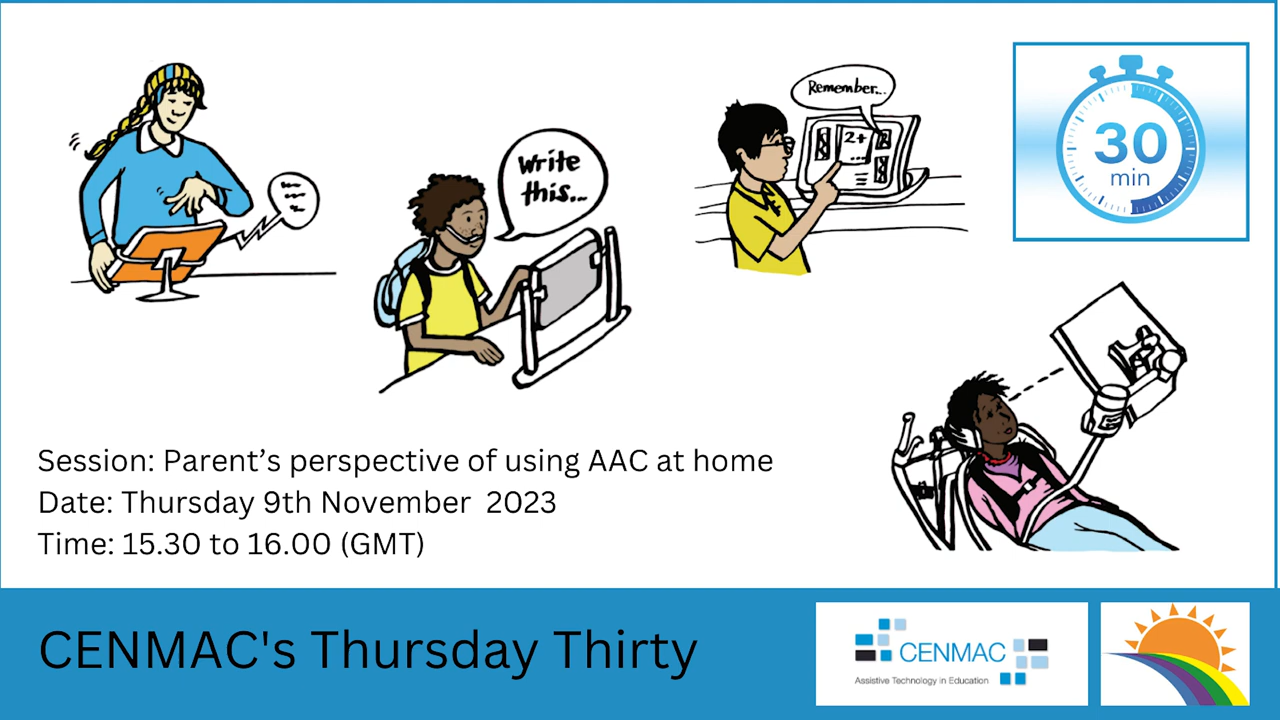 Remember...
2+
30
min
Write
this...
Session: Parent's perspective of using AAC at home
Date: Thursday 9th November 2023
Time: 15.30 to 16.00 (GMT)
CENMAC's Thursday Thirty
CENMAC
Assistive Technology in Education